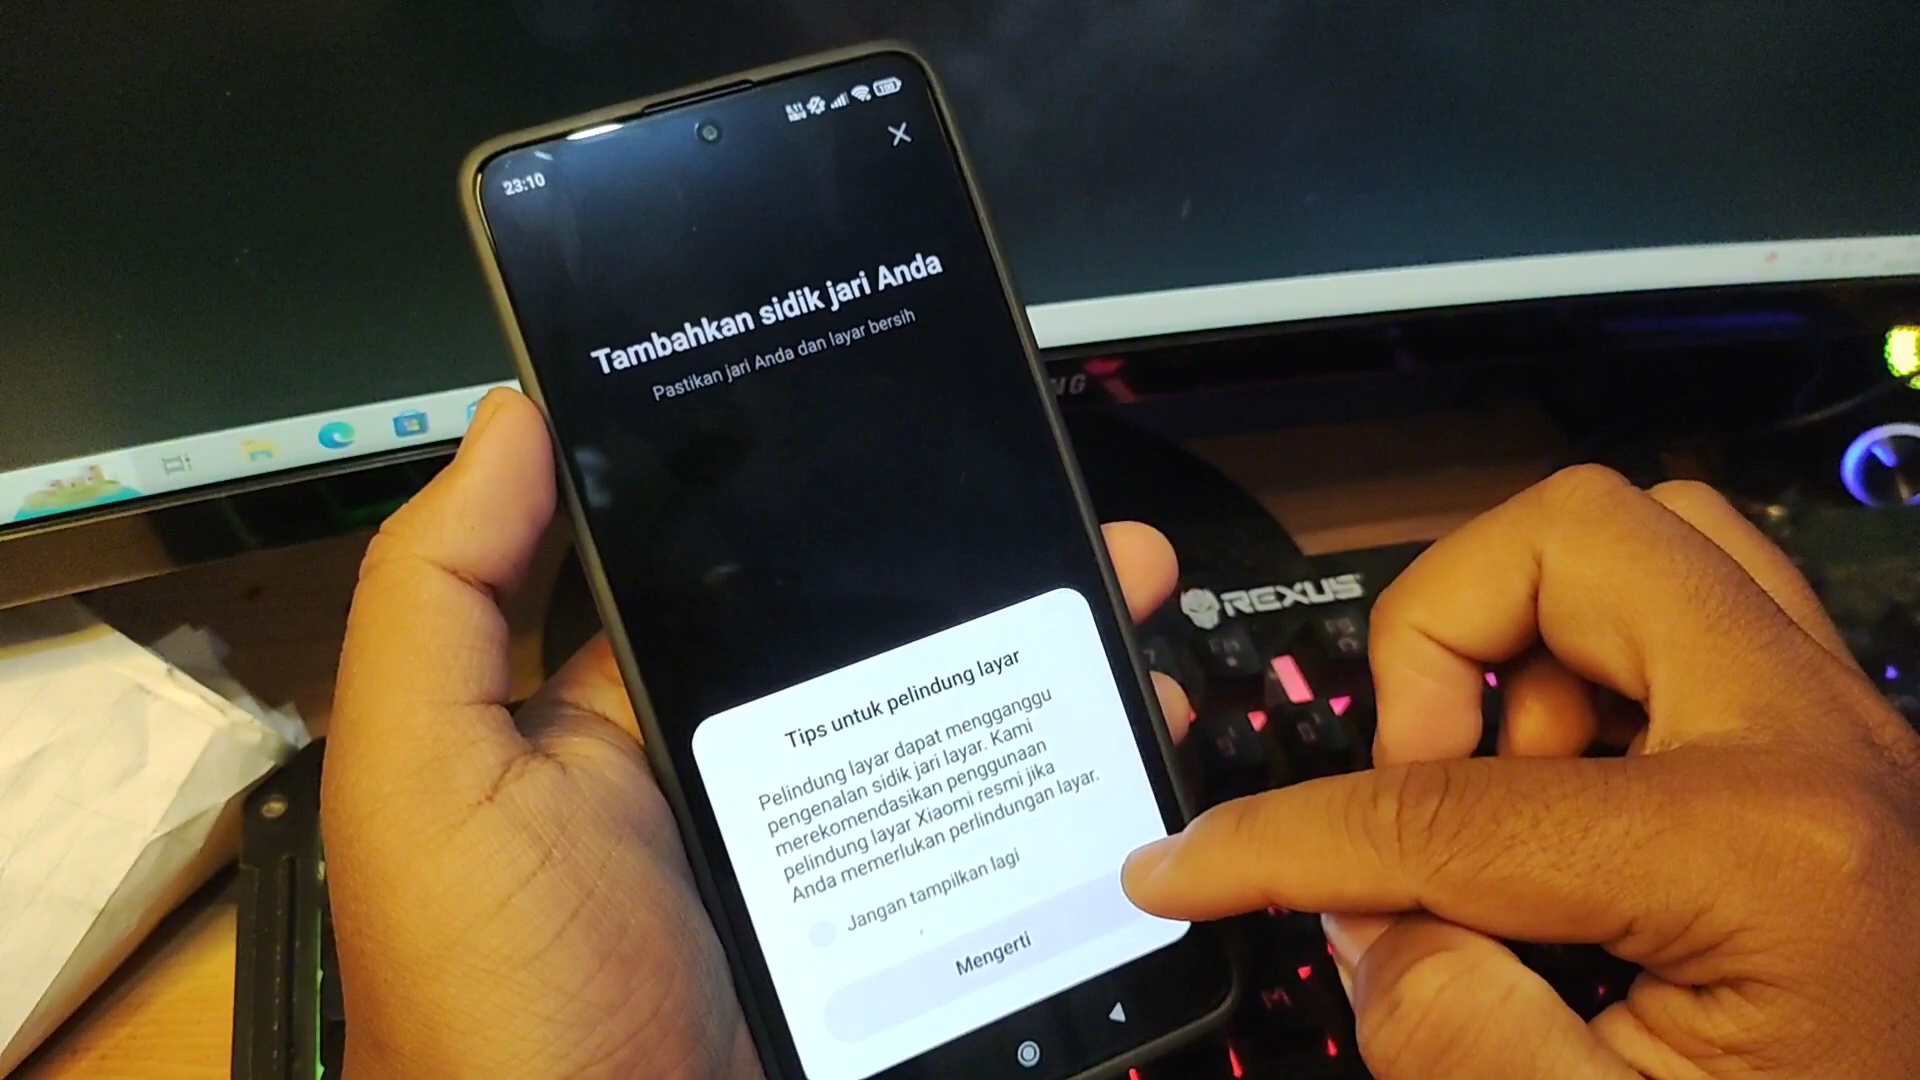 23:10
100
Tambahkan sidik jari Anda
Pastikan jari Anda dan layar bersih
Tips untuk pelindung layar
Pelindung layar dapat mengganggu
pengenalan sidik jari layar. Kami
merekomendasikan penggunaan
pelindung layar Xiaomi resmi jika
Anda memerlukan perlindungan layar.
Jangan tampilkan lagi
Mengerti
REXUS